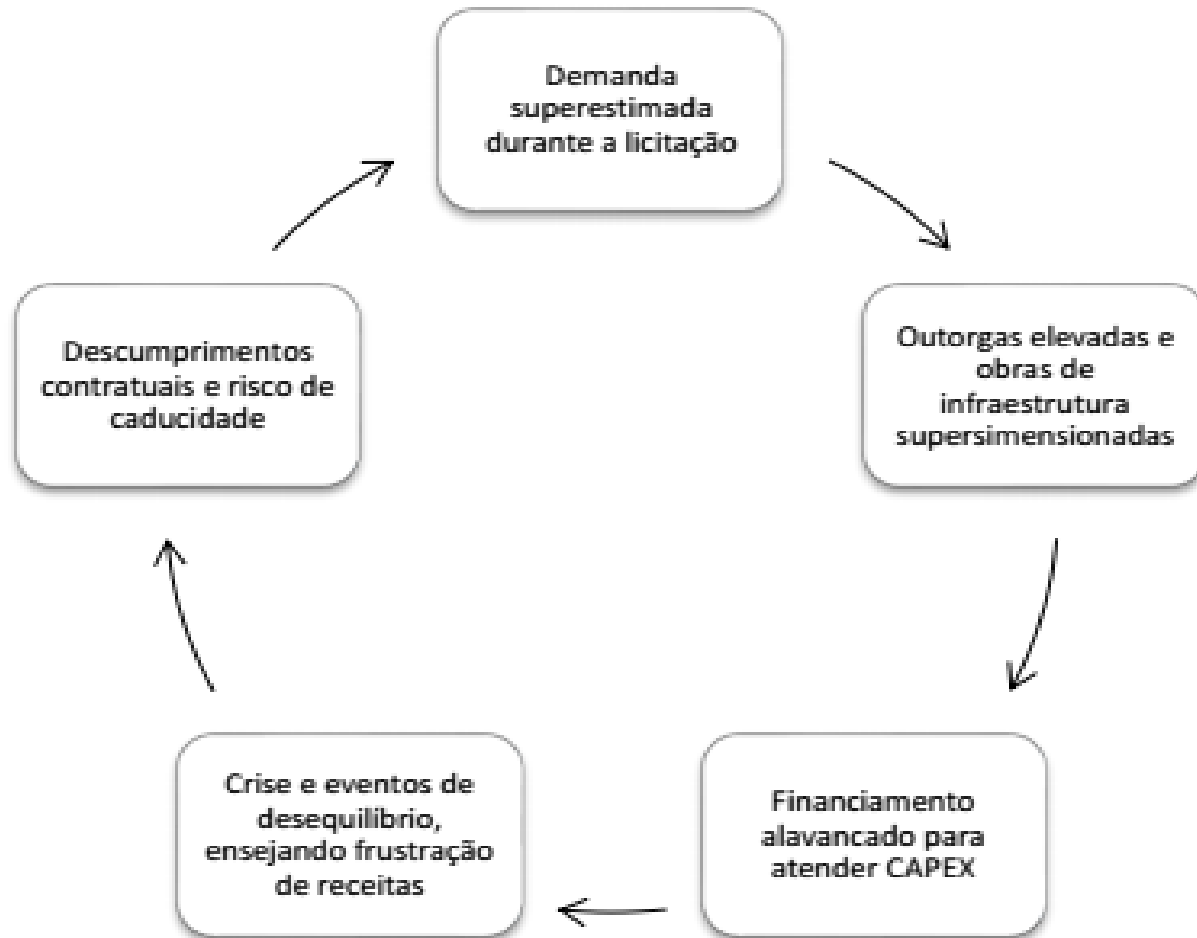 Demanda
superestimada
durante a licitação
Outorgas elevadas e
obras de
infraestrutura
supersimensionadas
Financiamento
alavancado para
atender CAPEX
Crise e eventos de
desequilíbrio,
ensejando frustração
de receitas
Descumprimentos
contratuais e risco de
caducidade